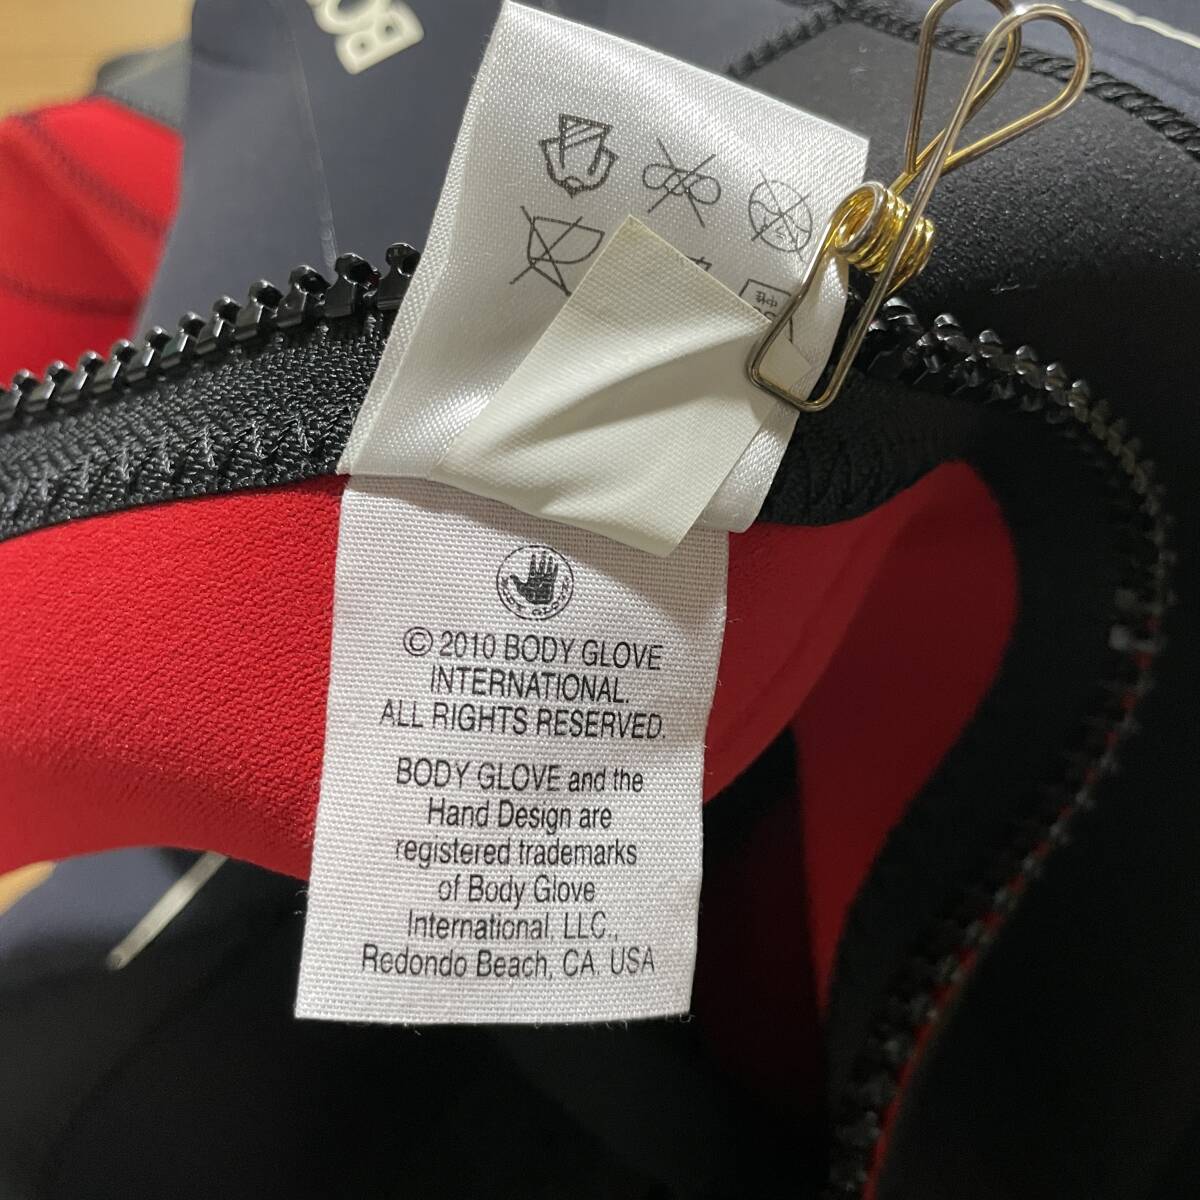 BO
© 2010 BODY GLOVE
INTERNATIONAL.
ALL RIGHTS RESERVED.
BODY GLOVE and the
Hand Design are
registered trademarks
of Body Glove
International, LLC.,
Redondo Beach, CA. USA